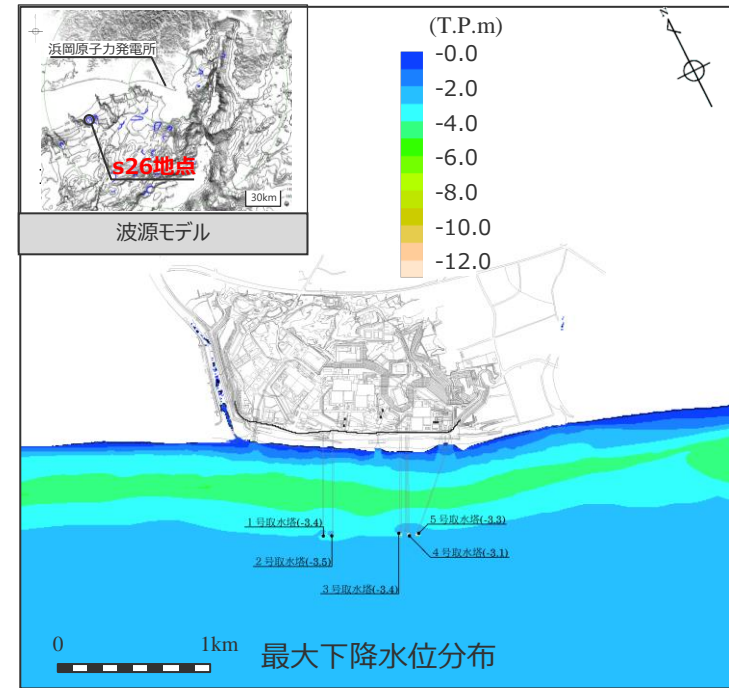 浜岡原子力発電所
s26地点
30km
波源モデル
(T.P.m)
-0.0
-2.0
-4.0
-6.0
-8.0
-10.0
-12.0
N
1号取水塔(-3.4)
2号取水塔(-3.5)
3号取水塔(-3.4)
5号取水塔(-3.3)
4号取水塔(-3.1)
0 1km
最大下降水位分布